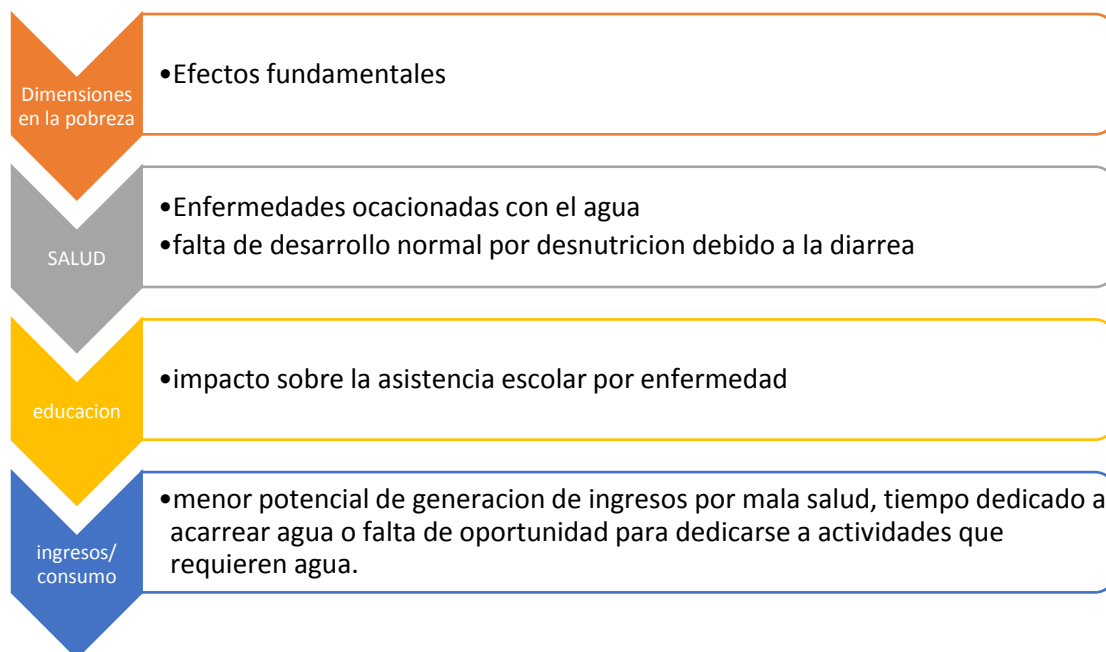 Dimensiones
en la pobreza
•Efectos fundamentales
SALUD
•Enfermedades ocacionadas con el agua
•falta de desarrollo normal por desnutricion debido a la diarrea
educacion
•impacto sobre la asistencia escolar por enfermedad
ingresos/
consumo
•menor potencial de generacion de ingresos por mala salud, tiempo dedicado a
acarrear agua o falta de oportunidad para dedicarse a actividades que
requieren agua.